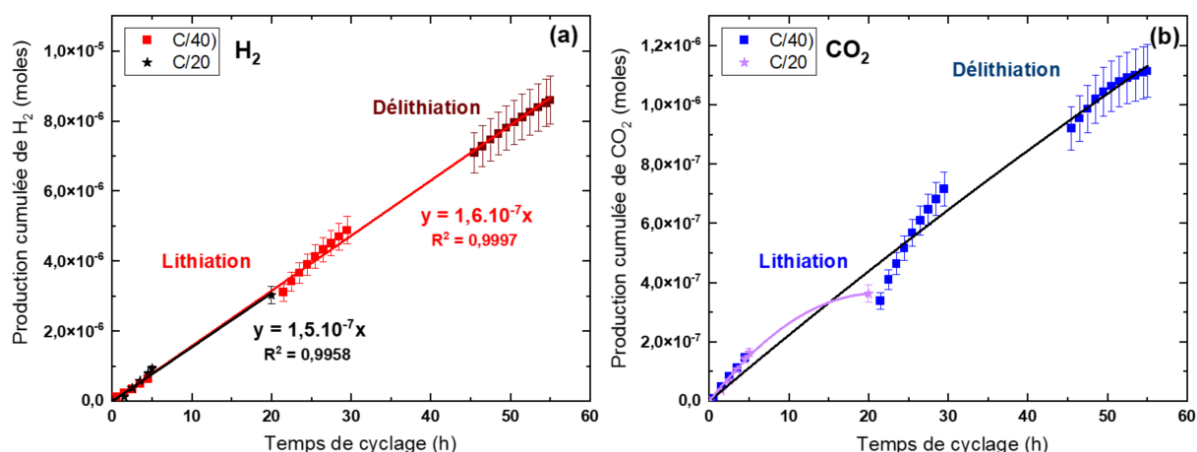 Production cumulée de H₂ (moles)
1,0×10⁻⁵
8,0×10⁻⁶
6,0×10⁻⁶
4,0×10⁻⁶
2,0×10⁻⁶
0,0
C/40)
C/20
H₂
(a)
Délithiation
Lithiation
y = 1,6.10⁻⁷x
R² = 0,9997
y = 1,5.10⁻⁷x
R² = 0,9958
0 10 20 30 40 50 60
Temps de cyclage (h)
Production cumulée de CO₂ (moles)
1,2×10⁻⁶
1,0×10⁻⁶
8,0×10⁻⁷
6,0×10⁻⁷
4,0×10⁻⁷
2,0×10⁻⁷
0,0
C/40)
C/20
CO₂
(b)
Délithiation
Lithiation
0 10 20 30 40 50 60
Temps de cyclage (h)